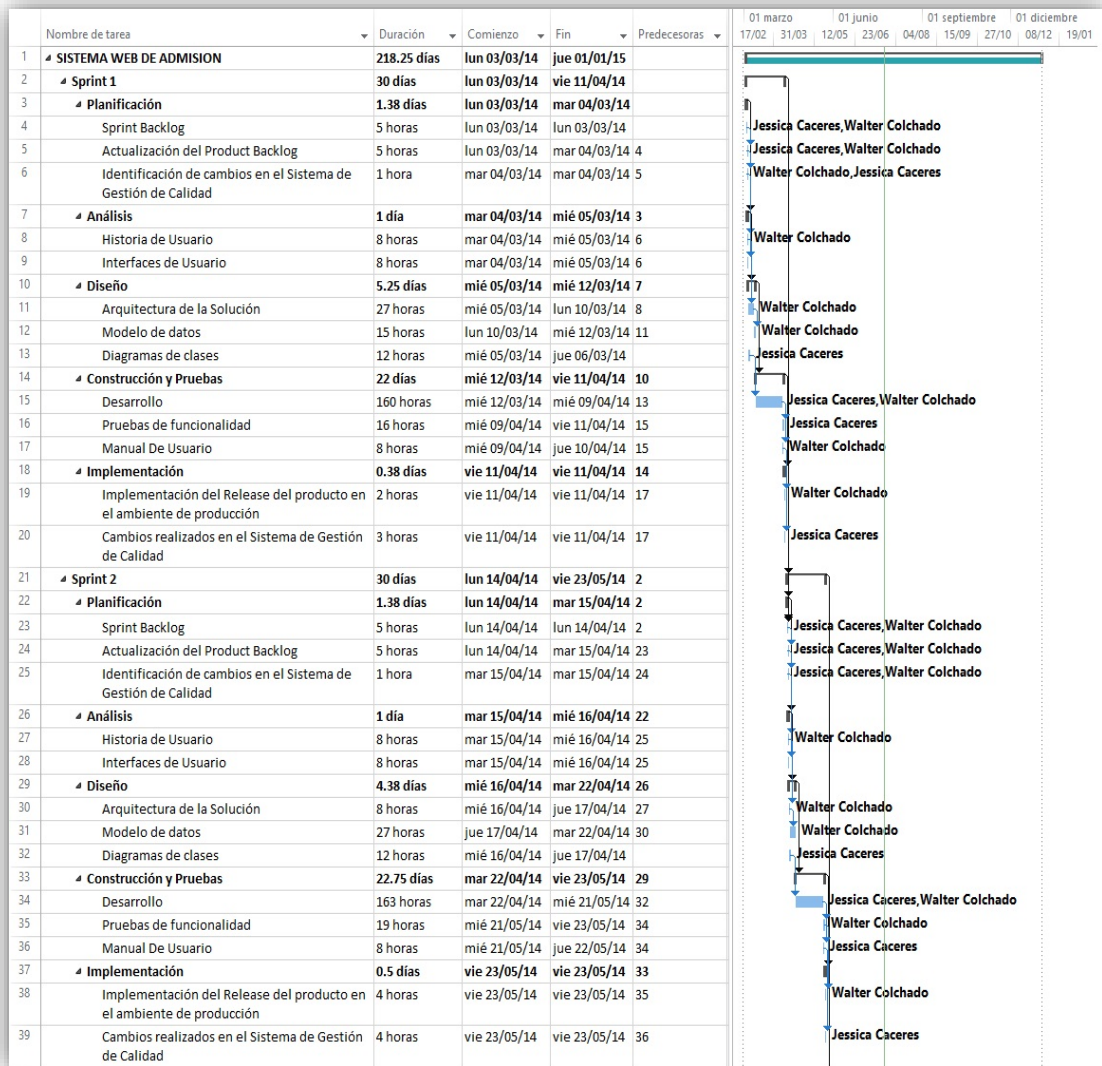 01 marzo 01 junio 01 septiembre 01 diciembre
Nombre de tarea Duración Comienzo Fin Predecesoras 17/02 31/03 12/05 23/06 04/08 15/09 27/10 08/12 19/01
1 SISTEMA WEB DE ADMISION 218.25 días lun 03/03/14 jue 01/01/15
2 Sprint 1 30 días lun 03/03/14 vie 11/04/14
3 Planificación 1.38 días lun 03/03/14 mar 04/03/14
4 Sprint Backlog 5 horas lun 03/03/14 lun 03/03/14 Jessica Caceres,Walter Colchado
5 Actualización del Product Backlog 5 horas lun 03/03/14 mar 04/03/14 4 Jessica Caceres,Walter Colchado
6 Identificación de cambios en el Sistema de 1 hora mar 04/03/14 mar 04/03/14 5 Walter Colchado,Jessica Caceres
Gestión de Calidad
7 Análisis 1 día mar 04/03/14 mié 05/03/14 3
8 Historia de Usuario 8 horas mar 04/03/14 mié 05/03/14 6 Walter Colchado
9 Interfaces de Usuario 8 horas mar 04/03/14 mié 05/03/14 6
10 Diseño 5.25 días mié 05/03/14 mié 12/03/14 7
11 Arquitectura de la Solución 27 horas mié 05/03/14 lun 10/03/14 8 Walter Colchado
12 Modelo de datos 15 horas lun 10/03/14 mié 12/03/14 11 Walter Colchado
13 Diagramas de clases 12 horas mié 05/03/14 jue 06/03/14 Jessica Caceres
14 Construcción y Pruebas 22 días mié 12/03/14 vie 11/04/14 10
15 Desarrollo 160 horas mié 12/03/14 mié 09/04/14 13 Jessica Caceres,Walter Colchado
16 Pruebas de funcionalidad 16 horas mié 09/04/14 vie 11/04/14 15 Jessica Caceres
17 Manual De Usuario 8 horas mié 09/04/14 jue 10/04/14 15 Walter Colchado
18 Implementación 0.38 días vie 11/04/14 vie 11/04/14 14
19 Implementación del Release del producto en 2 horas vie 11/04/14 vie 11/04/14 17 Walter Colchado
el ambiente de producción
20 Cambios realizados en el Sistema de Gestión 3 horas vie 11/04/14 vie 11/04/14 17 Jessica Caceres
de Calidad
21 Sprint 2 30 días lun 14/04/14 vie 23/05/14 2
22 Planificación 1.38 días lun 14/04/14 mar 15/04/14 2
23 Sprint Backlog 5 horas lun 14/04/14 lun 14/04/14 2 Jessica Caceres,Walter Colchado
24 Actualización del Product Backlog 5 horas lun 14/04/14 mar 15/04/14 23 Jessica Caceres,Walter Colchado
25 Identificación de cambios en el Sistema de 1 hora mar 15/04/14 mar 15/04/14 24 Jessica Caceres,Walter Colchado
Gestión de Calidad
26 Análisis 1 día mar 15/04/14 mié 16/04/14 22
27 Historia de Usuario 8 horas mar 15/04/14 mié 16/04/14 25 Walter Colchado
28 Interfaces de Usuario 8 horas mar 15/04/14 mié 16/04/14 25
29 Diseño 4.38 días mié 16/04/14 mar 22/04/14 26
30 Arquitectura de la Solución 8 horas mié 16/04/14 jue 17/04/14 27 Walter Colchado
31 Modelo de datos 27 horas jue 17/04/14 mar 22/04/14 30 Walter Colchado
32 Diagramas de clases 12 horas mié 16/04/14 jue 17/04/14 Jessica Caceres
33 Construcción y Pruebas 22.75 días mar 22/04/14 vie 23/05/14 29
34 Desarrollo 163 horas mar 22/04/14 mié 21/05/14 32 Jessica Caceres,Walter Colchado
35 Pruebas de funcionalidad 19 horas mié 21/05/14 vie 23/05/14 34 Walter Colchado
36 Manual De Usuario 8 horas mié 21/05/14 jue 22/05/14 34 Jessica Caceres
37 Implementación 0.5 días vie 23/05/14 vie 23/05/14 33
38 Implementación del Release del producto en 4 horas vie 23/05/14 vie 23/05/14 35 Walter Colchado
el ambiente de producción
39 Cambios realizados en el Sistema de Gestión 4 horas vie 23/05/14 vie 23/05/14 36 Jessica Caceres
de Calidad